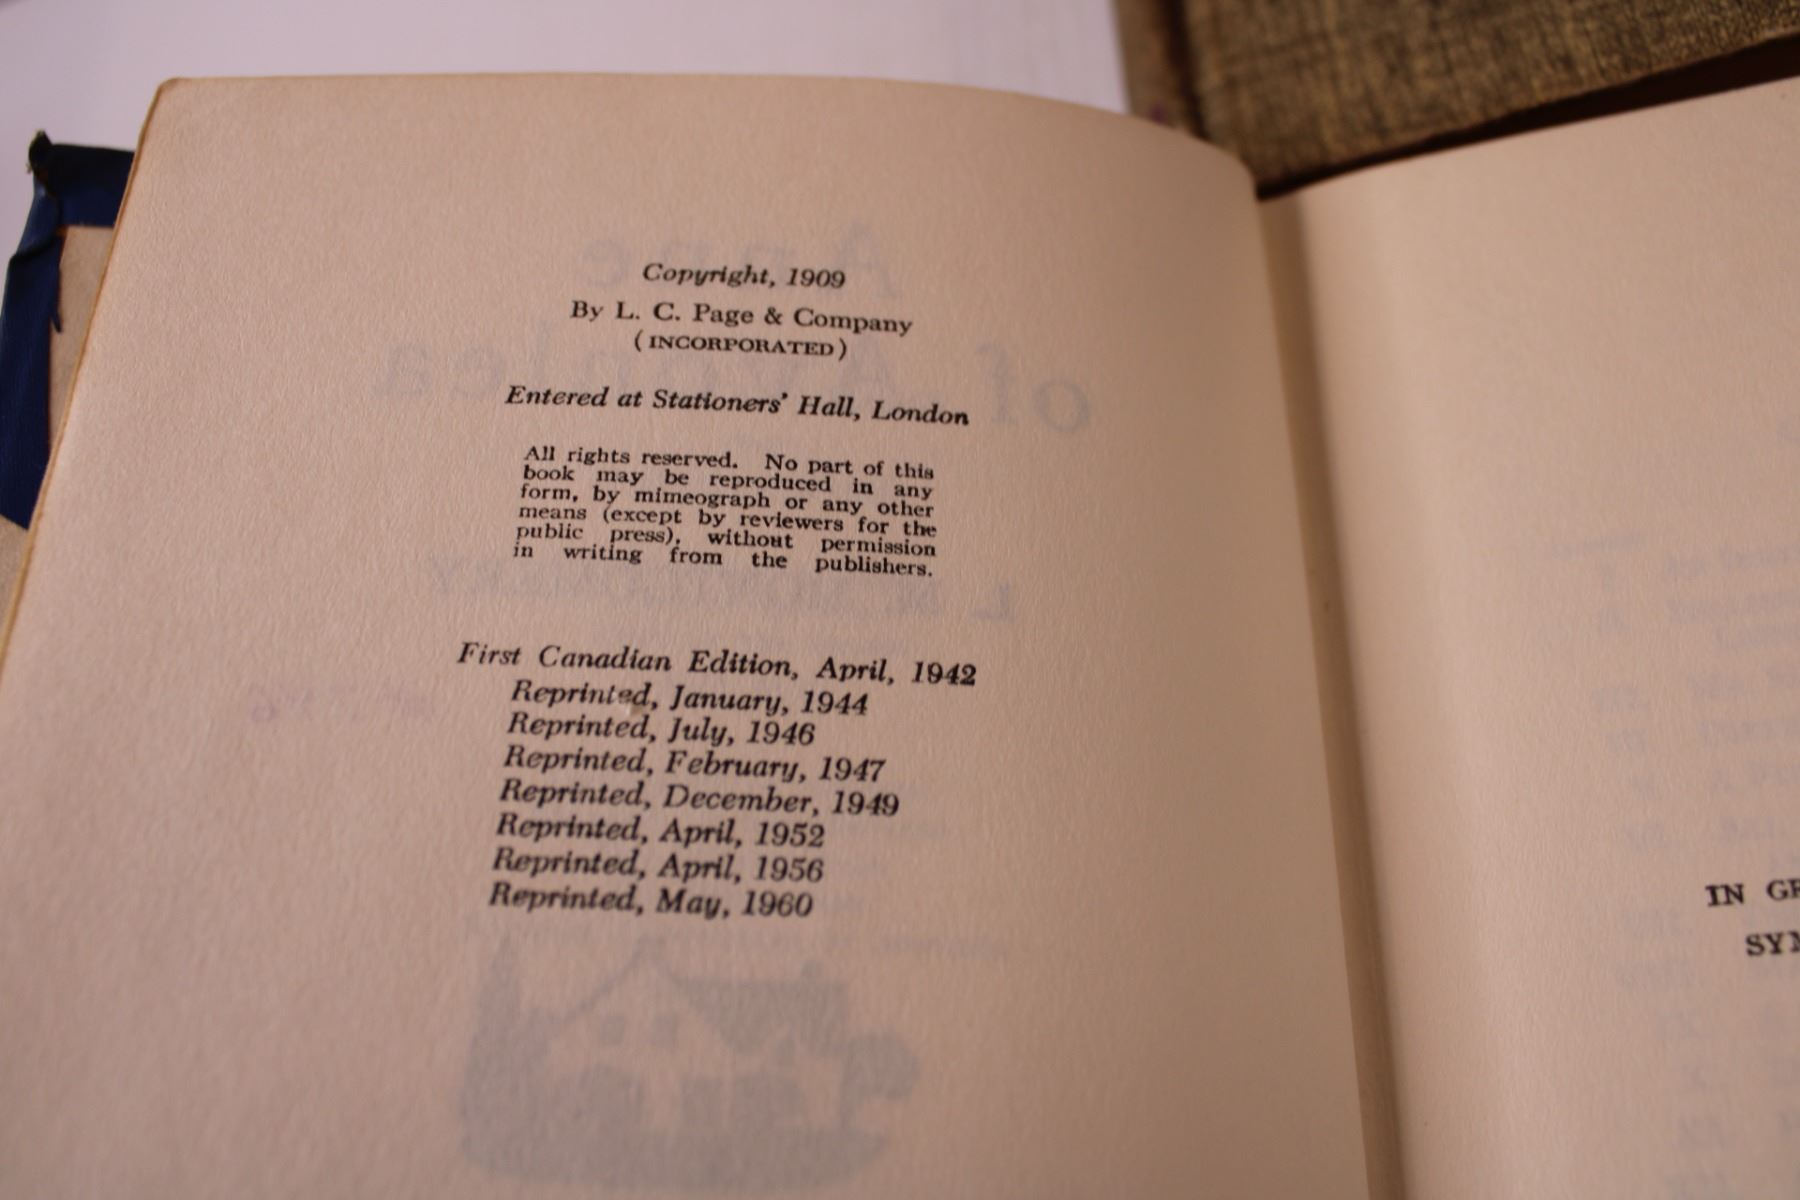 Copyright, 1909
By L. C. Page & Company
(INCORPORATED)
Entered at Stationers' Hall, London
All rights reserved. No part of this
book may be reproduced in any
form, by mimeograph or any other
means (except by reviewers for the
public press), without permission
in writing from the publishers.
First Canadian Edition, April, 1942
Reprinted, January, 1944
Reprinted, July, 1946
Reprinted, February, 1947
Reprinted, December, 1949
Reprinted, April, 1952
Reprinted, April, 1956
Reprinted, May, 1960
IN